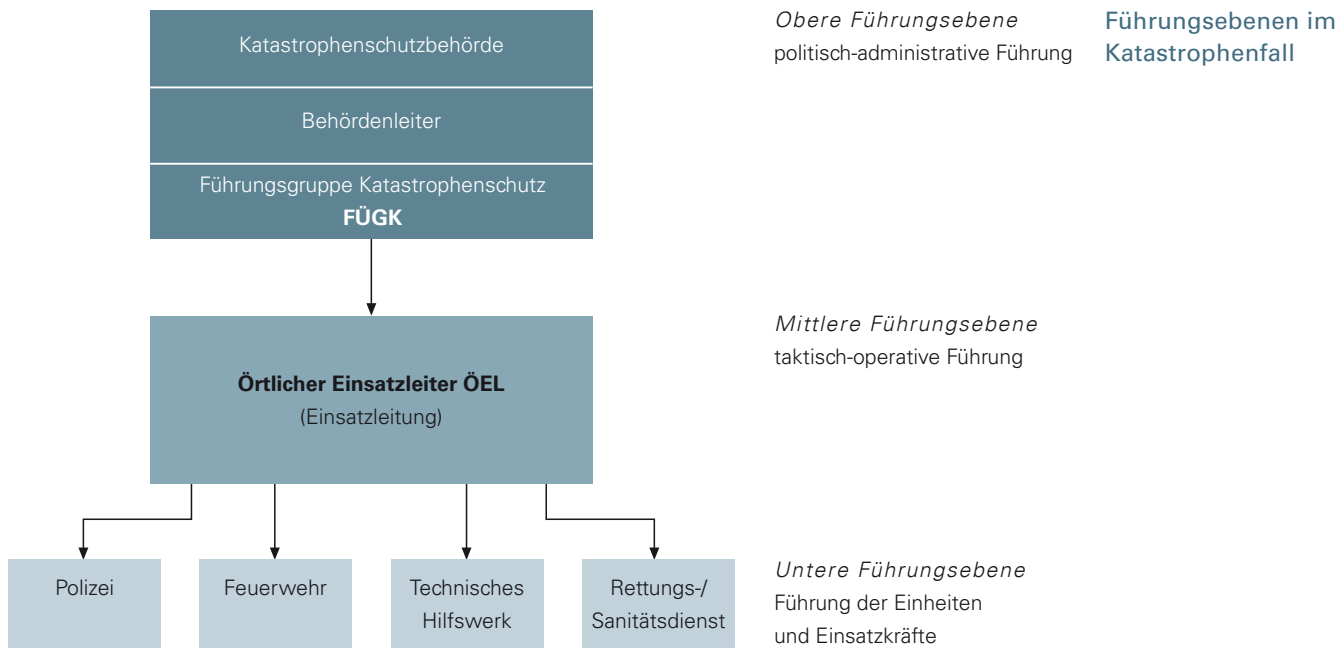 Führungsebenen im
Katastrophenfall
Katastrophenschutzbehörde
Behördenleiter
Führungsgruppe Katastrophenschutz
FÜGK
Obere Führungsebene
politisch-administrative Führung
Örtlicher Einsatzleiter ÖEL
(Einsatzleitung)
Mittlere Führungsebene
taktisch-operative Führung
Polizei
Feuerwehr
Technisches
Hilfswerk
Rettungs-/
Sanitätsdienst
Untere Führungsebene
Führung der Einheiten
und Einsatzkräfte